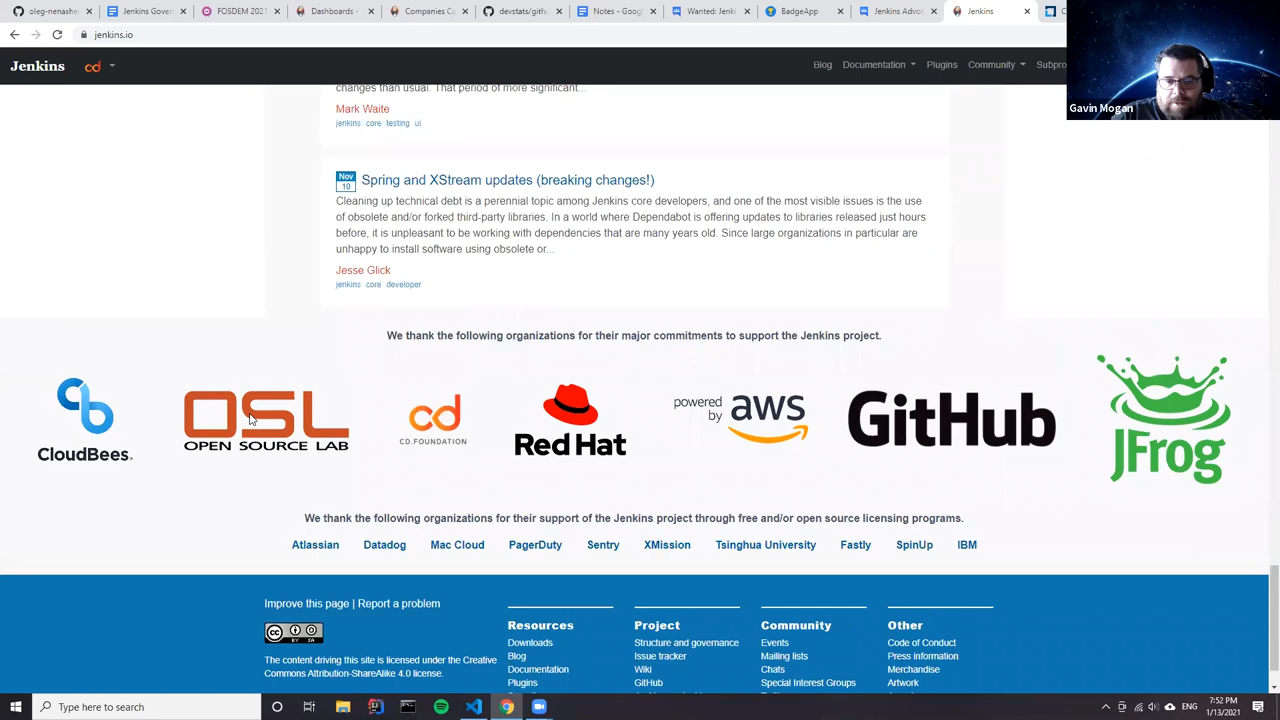 olenasha
Jenkins Gover
FOSDEM 2021
Dashboards -
olleg-nenashe
Companies C
devstats/gith
Notes - Goog
Wanted: Jenki
BadgeApp
Jenkins Advo
Jenkins
jenkins.io
Jenkins
cd
Blog
Documentation
Plugins
Community
Subpro
Gavin Mogan
changes than usual. That period of more significant...
Mark Waite
jenkins core testing ui
Nov
10
Spring and XStream updates (breaking changes!)
Cleaning up technical debt is a perennial topic among Jenkins core developers, and one of the most visible issues is the use
of obsolete and/or forked third-party libraries. In a world where Dependabot is offering updates to libraries released just hours
before, it is unpleasant to be working with dependencies that are many years old. Since large organizations in particular are
unhappy to install software using obsolete or...
Jesse Glick
jenkins core developer
We thank the following organizations for their major commitments to support the Jenkins project.
CloudBees
OSL
OPEN SOURCE LAB
cd
CD.FOUNDATION
Red Hat
powered
by
aws
GitHub
JFrog
We thank the following organizations for their support of the Jenkins project through free and/or open source licensing programs.
Atlassian Datadog Mac Cloud PagerDuty Sentry XMission Tsinghua University Fastly SpinUp IBM
Improve this page | Report a problem
cc
BY SA
The content driving this site is licensed under the Creative
Commons Attribution-ShareAlike 4.0 license.
Resources
Downloads
Blog
Documentation
Plugins
Project
Structure and governance
Issue tracker
Wiki
GitHub
Community
Events
Mailing lists
Chats
Special Interest Groups
Other
Code of Conduct
Press information
Merchandise
Artwork
Type here to search
ENG
7:52 PM
1/13/2021